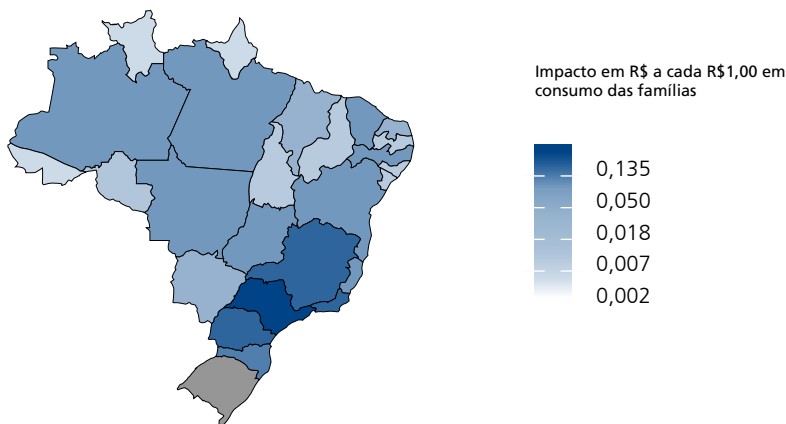 Impacto em R$ a cada R$1,00 em
consumo das famílias
0,135
0,050
0,018
0,007
0,002